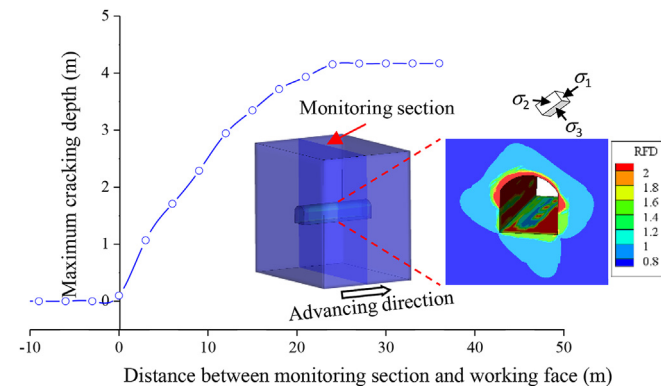 Maximum cracking depth (m)
5
4
3
2
1
0
-10
0
10
20
30
40
50
Distance between monitoring section and working face (m)
Monitoring section
Advancing direction
σ1
σ2
σ3
RFD
2
1.8
1.6
1.4
1.2
1
0.8